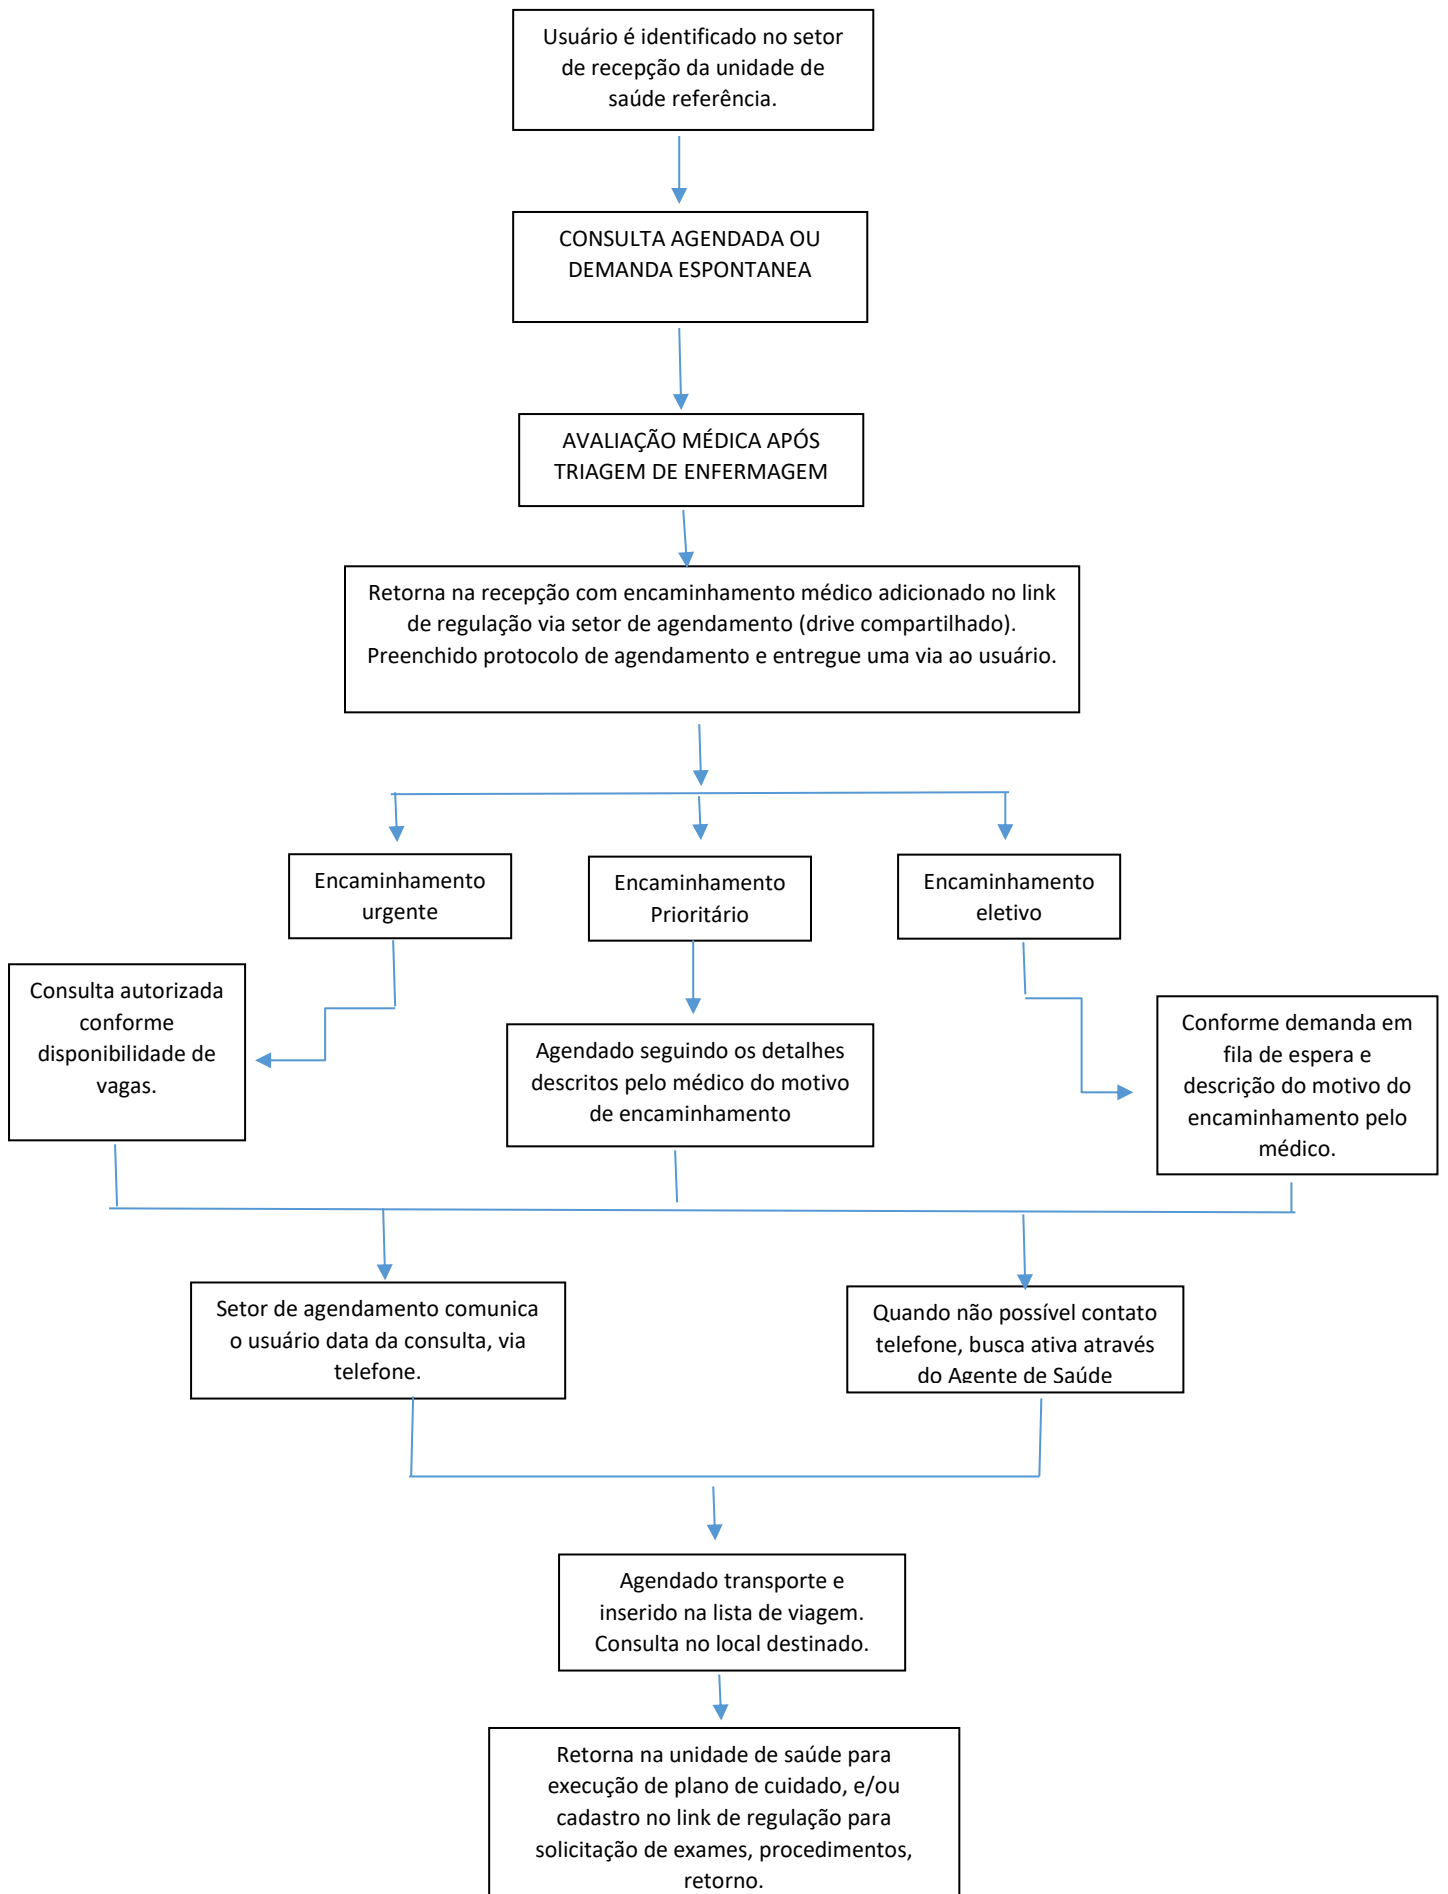 Usuário é identificado no setor
de recepção da unidade de
saúde referência.
CONSULTA AGENDADA OU
DEMANDA ESPONTANEA
AVALIAÇÃO MÉDICA APÓS
TRIAGEM DE ENFERMAGEM
Retorna na recepção com encaminhamento médico adicionado no link
de regulação via setor de agendamento (drive compartilhado).
Preenchido protocolo de agendamento e entregue uma via ao usuário.
Encaminhamento
urgente
Encaminhamento
Prioritário
Encaminhamento
eletivo
Consulta autorizada
conforme
disponibilidade de
vagas.
Agendado seguindo os detalhes
descritos pelo médico do motivo
de encaminhamento
Conforme demanda em
fila de espera e
descrição do motivo do
encaminhamento pelo
médico.
Setor de agendamento comunica
o usuário data da consulta, via
telefone.
Quando não possível contato
telefone, busca ativa através
do Agente de Saúde
Agendado transporte e
inserido na lista de viagem.
Consulta no local destinado.
Retorna na unidade de saúde para
execução de plano de cuidado, e/ou
cadastro no link de regulação para
solicitação de exames, procedimentos,
retorno.